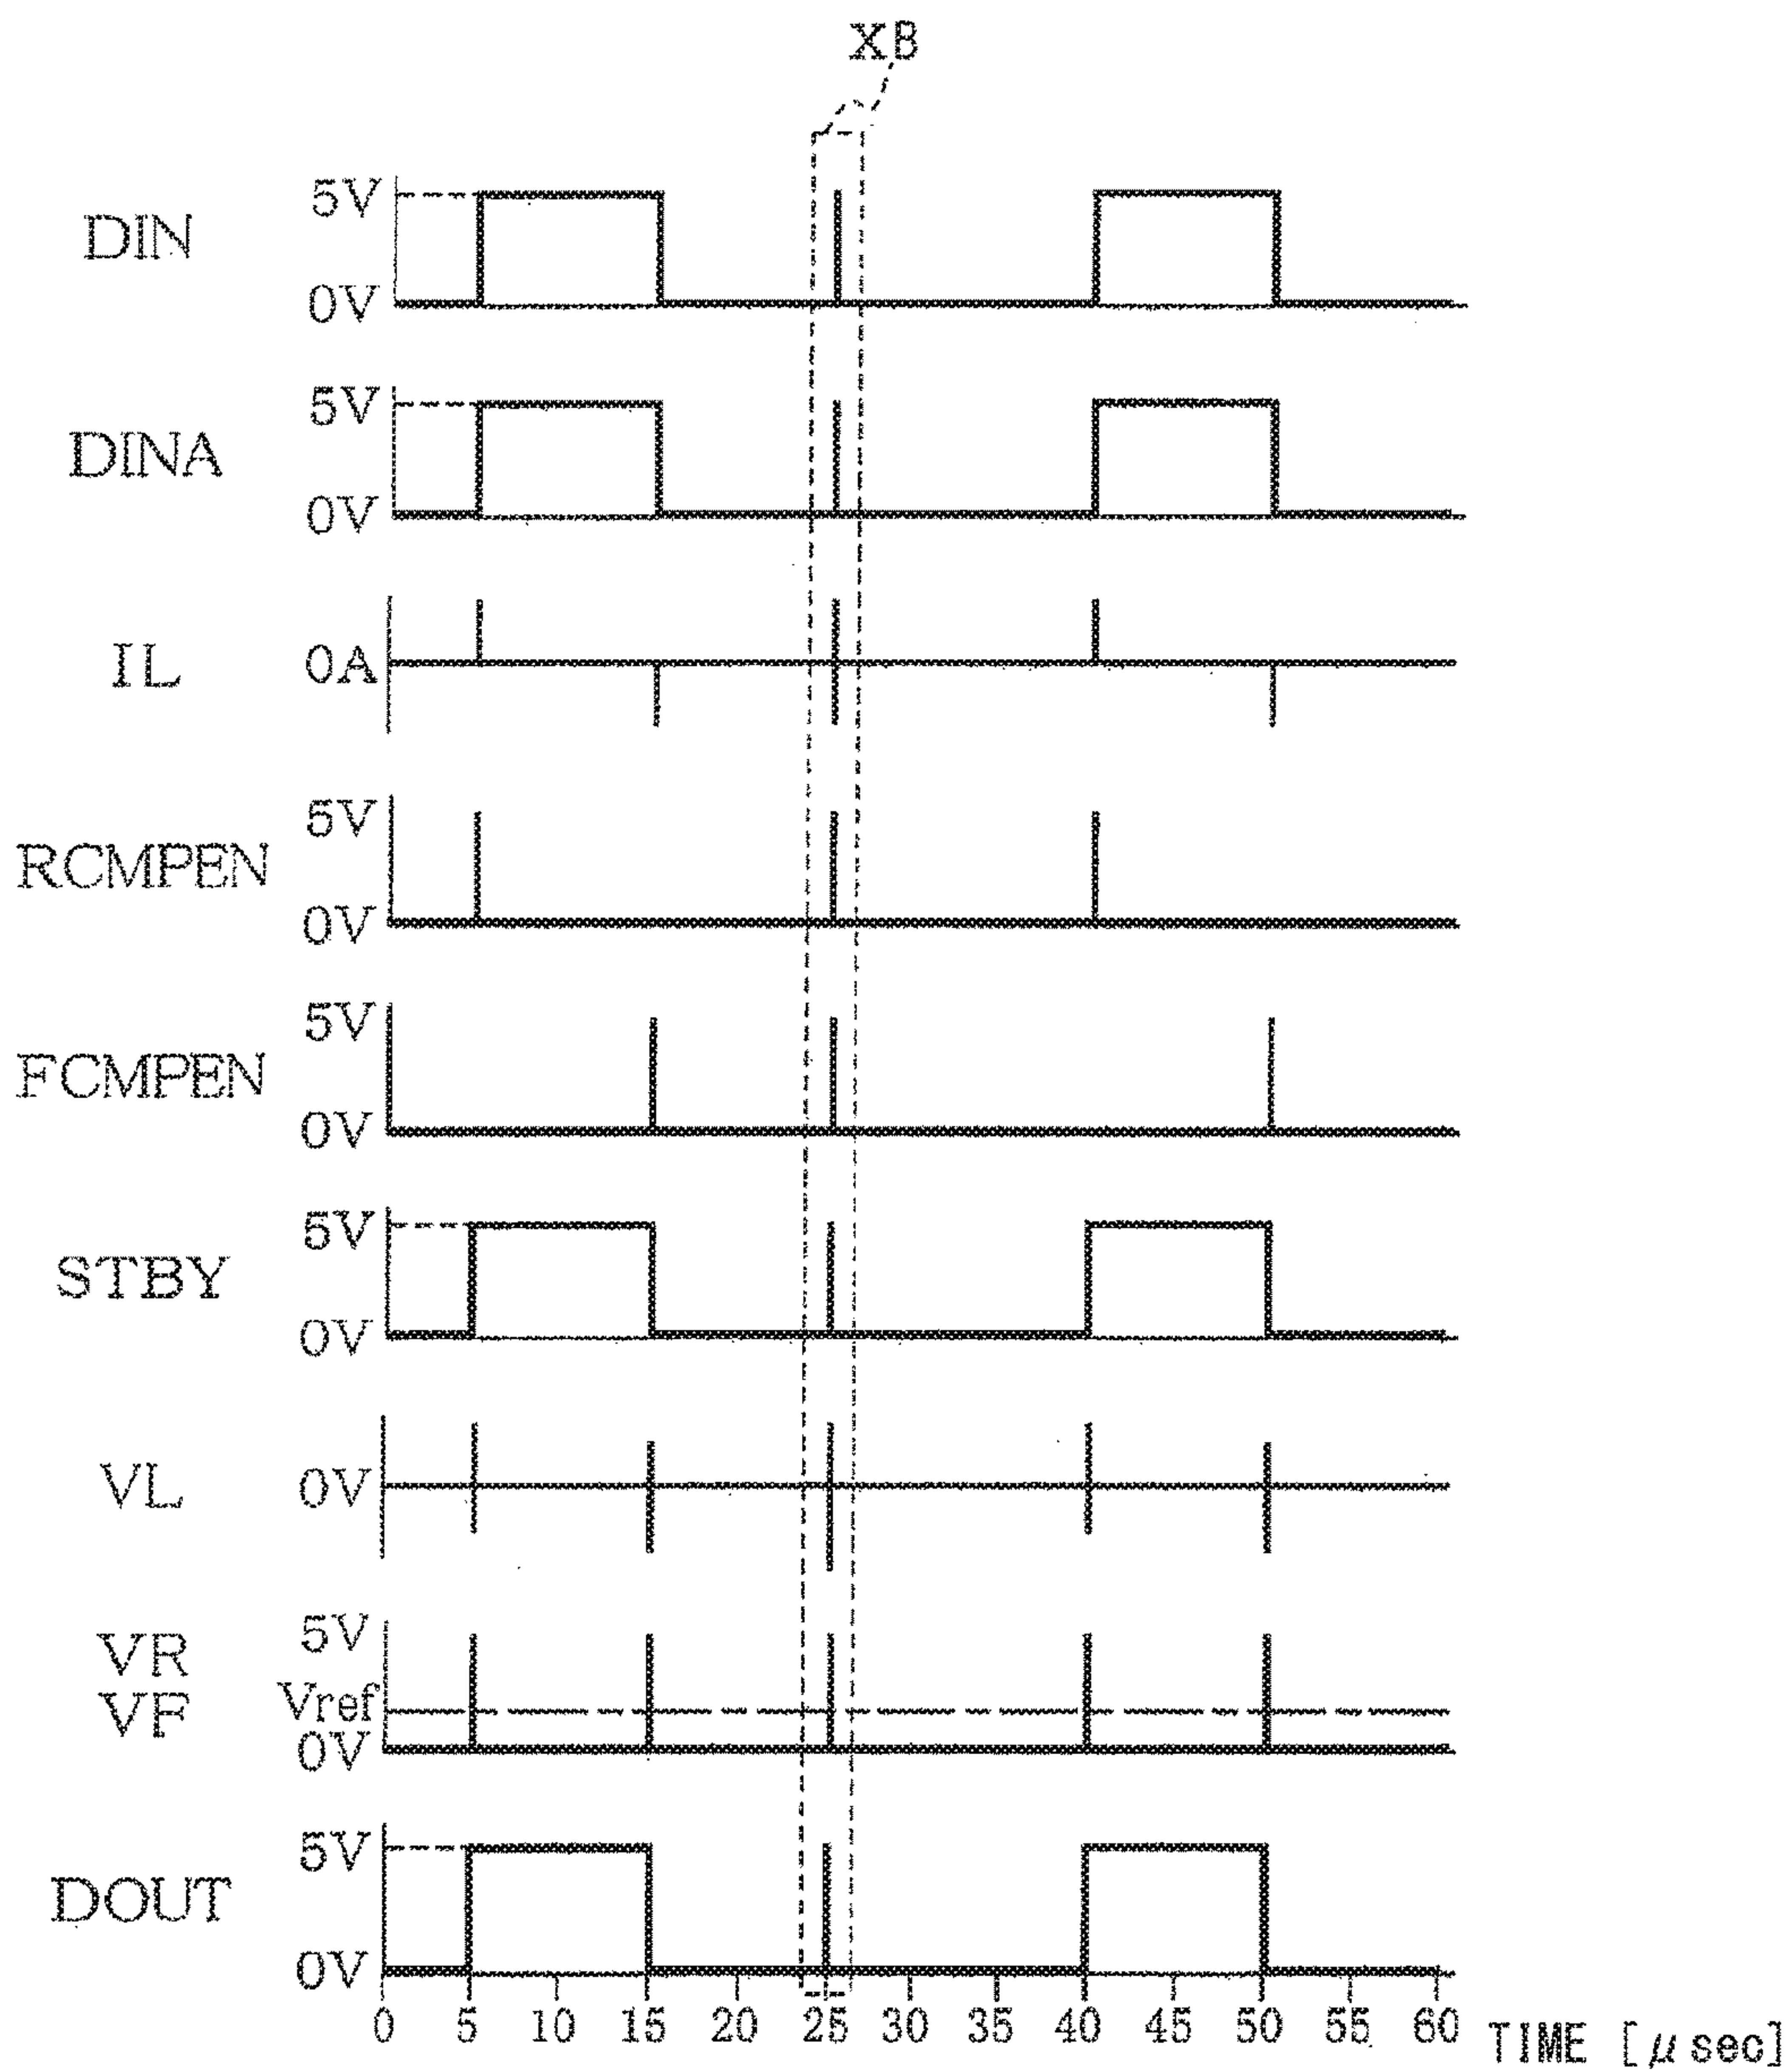 XB
DIN 5V
0V
DINA 5V
0V
IL 0A
RCMPEN 5V
0V
FCMPEN 5V
0V
STBY 5V
0V
VL 0V
VR 5V
VF Vref
0V
DOUT 5V
0V
0 5 10 15 20 25 30 35 40 45 50 55 60 TIME [μsec]